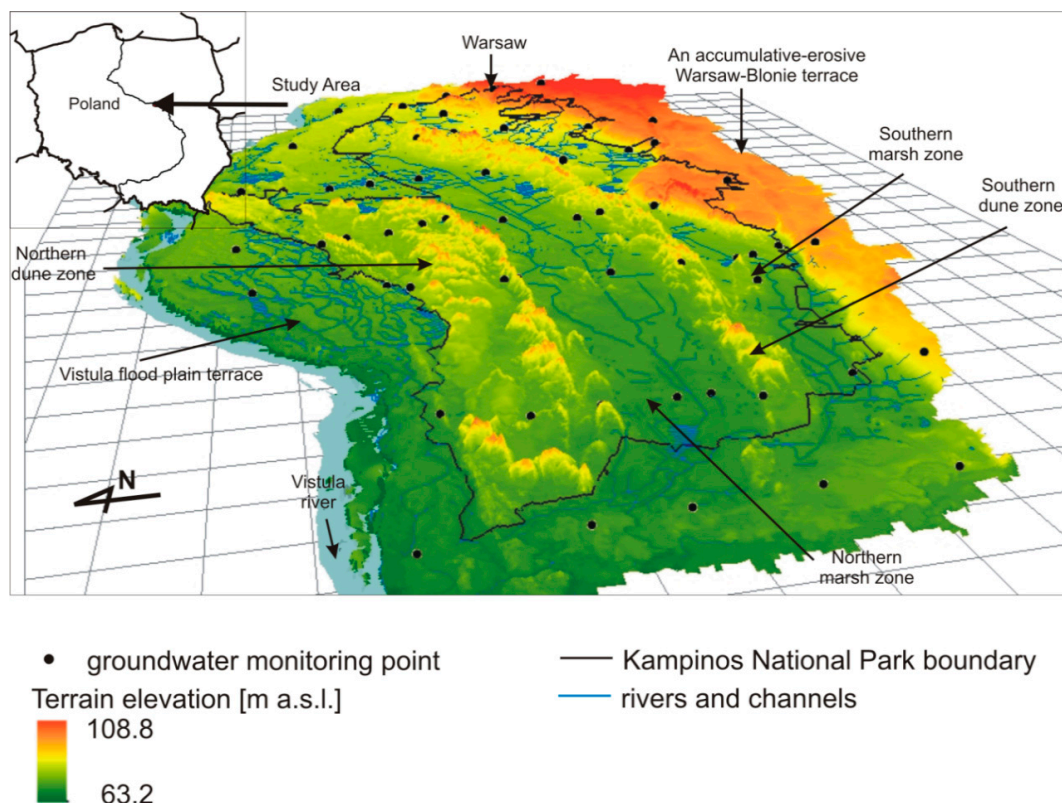 Poland
Study Area
Warsaw
An accumulative-erosive
Warsaw-Blonie terrace
Southern
marsh zone
Southern
dune zone
Northern
dune zone
Vistula flood plain terrace
N
Vistula
river
Northern
marsh zone
groundwater monitoring point
Kampinos National Park boundary
Terrain elevation [m a.s.l.]
rivers and channels
108.8
63.2